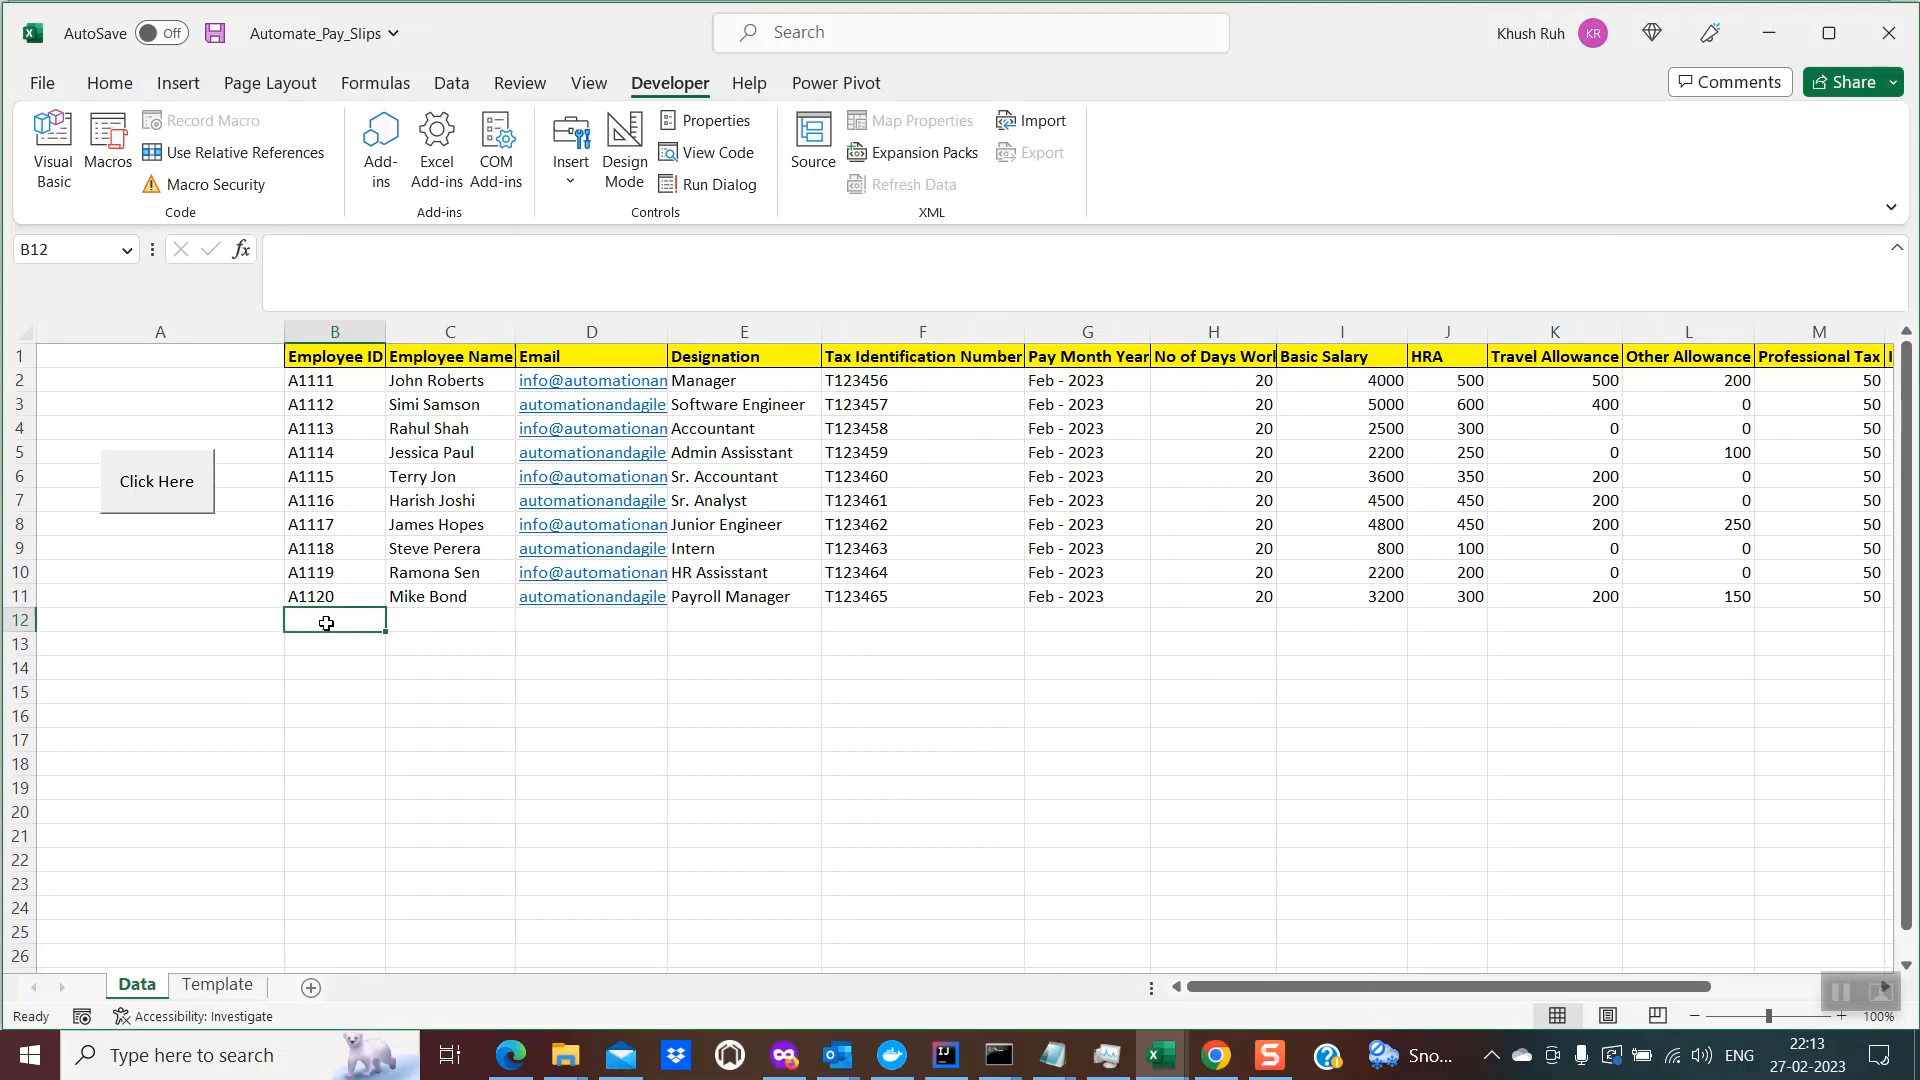 AutoSave Off Automate_Pay_Slips Search Khush Ruh KR
File Home Insert Page Layout Formulas Data Review View Developer Help Power Pivot Comments Share
Visual Basic
Macros
Record Macro
Use Relative References
Macro Security
Code
Add-ins
Excel Add-ins
COM Add-ins
Add-ins
Insert
Design Mode
Properties
View Code
Run Dialog
Controls
Source
Map Properties
Expansion Packs
Refresh Data
Import
Export
XML
B12 fx
A B C D E F G H I J K L M
1 Employee ID Employee Name Email Designation Tax Identification Number Pay Month Year No of Days Worl Basic Salary HRA Travel Allowance Other Allowance Professional Tax I
2 A1111 John Roberts info@automationan Manager T123456 Feb - 2023 20 4000 500 500 200 50
3 A1112 Simi Samson automationandagile Software Engineer T123457 Feb - 2023 20 5000 600 400 0 50
4 A1113 Rahul Shah info@automationan Accountant T123458 Feb - 2023 20 2500 300 0 0 50
5 A1114 Jessica Paul automationandagile Admin Assisstant T123459 Feb - 2023 20 2200 250 0 100 50
6 A1115 Terry Jon info@automationan Sr. Accountant T123460 Feb - 2023 20 3600 350 200 0 50
7 A1116 Harish Joshi automationandagile Sr. Analyst T123461 Feb - 2023 20 4500 450 200 0 50
8 A1117 James Hopes info@automationan Junior Engineer T123462 Feb - 2023 20 4800 450 200 250 50
9 A1118 Steve Perera automationandagile Intern T123463 Feb - 2023 20 800 100 0 0 50
10 A1119 Ramona Sen info@automationan HR Assisstant T123464 Feb - 2023 20 2200 200 0 0 50
11 A1120 Mike Bond automationandagile Payroll Manager T123465 Feb - 2023 20 3200 300 200 150 50
Click Here
12
13
14
15
16
17
18
19
20
21
22
23
24
25
26
Data Template
Ready Accessibility: Investigate 100%
Type here to search Sno... ENG 22:13
27-02-2023